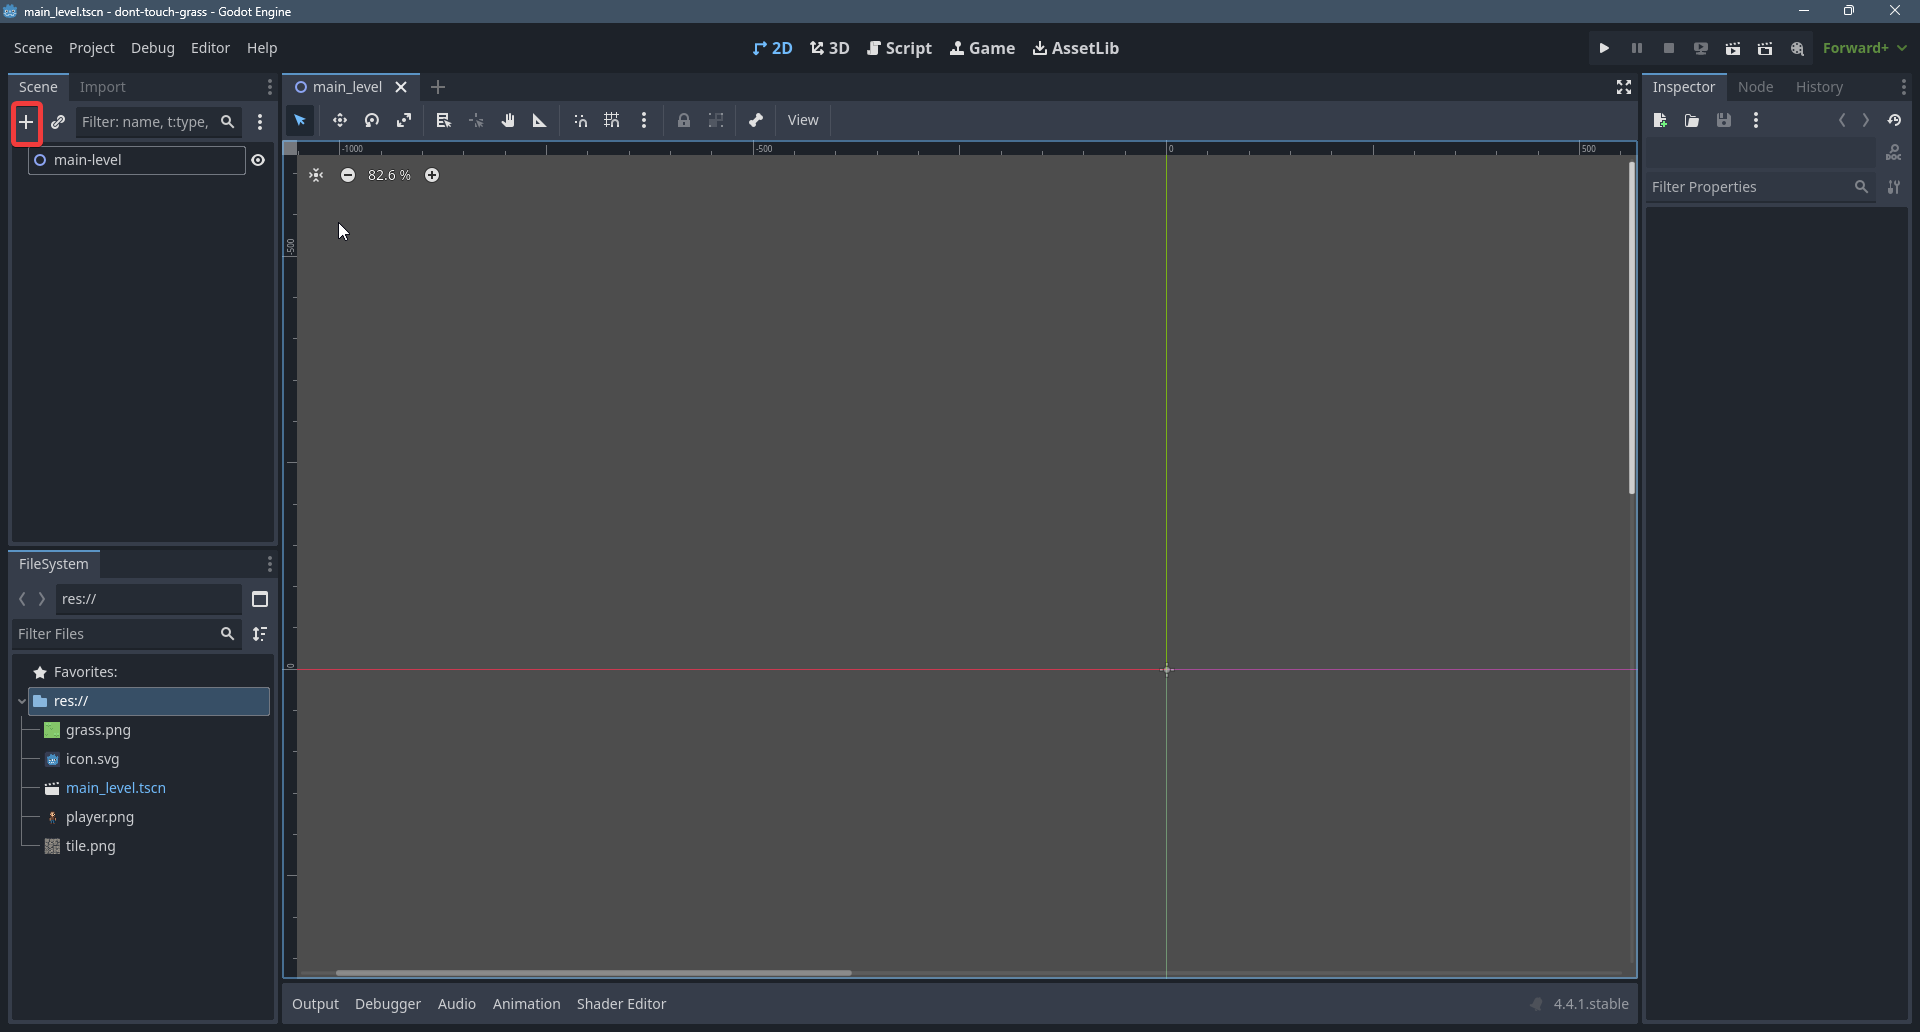 main_level.tscn - dont-touch-grass - Godot Engine
Scene Project Debug Editor Help
2D 3D Script Game AssetLib
Forward+
Scene Import
main_level
Inspector Node History
Filter: name, t:type,
View
main-level
-1000 -500 0 500
82.6 %
Filter Properties
-500
0
FileSystem
res://
Filter Files
Favorites:
res://
grass.png
icon.svg
main_level.tscn
player.png
tile.png
Output Debugger Audio Animation Shader Editor
4.4.1.stable
DOC